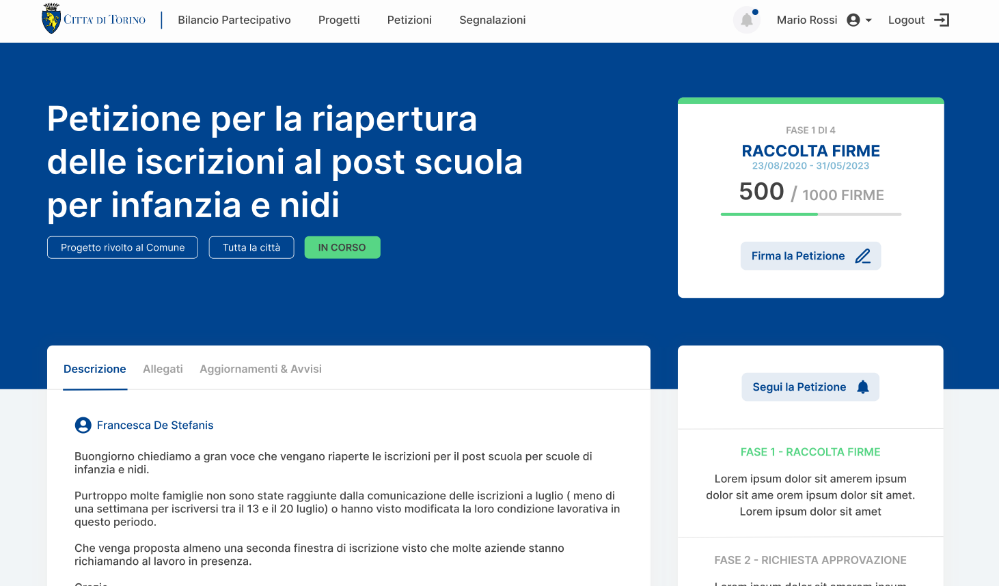 CITTÀ DI TORINO
Bilancio Partecipativo
Progetti
Petizioni
Segnalazioni
Mario Rossi
Logout
Petizione per la riapertura
delle iscrizioni al post scuola
per infanzia e nidi
Progetto rivolto al Comune
Tutta la città
IN CORSO
FASE 1 DI 4
RACCOLTA FIRME
23/08/2020 - 31/05/2023
500 / 1000 FIRME
Firma la Petizione
Descrizione
Allegati
Aggiornamenti & Avvisi
Francesca De Stefanis
Buongiorno chiediamo a gran voce che vengano riaperte le iscrizioni per il post scuola per scuole di
infanzia e nidi.
Purtroppo molte famiglie non sono state raggiunte dalla comunicazione delle iscrizioni a luglio ( meno di
una settimana per iscriversi tra il 13 e il 20 luglio) o hanno visto modificata la loro condizione lavorativa in
questo periodo.
Che venga proposta almeno una seconda finestra di iscrizione visto che molte aziende stanno
richiamando al lavoro in presenza.
Segui la Petizione
FASE 1 - RACCOLTA FIRME
Lorem ipsum dolor sit amerem ipsum
dolor sit ame orem ipsum dolor sit amet.
Lorem ipsum dolor sit amet
FASE 2 - RICHIESTA APPROVAZIONE
Lorem ipsum dolor sit amerem ipsum